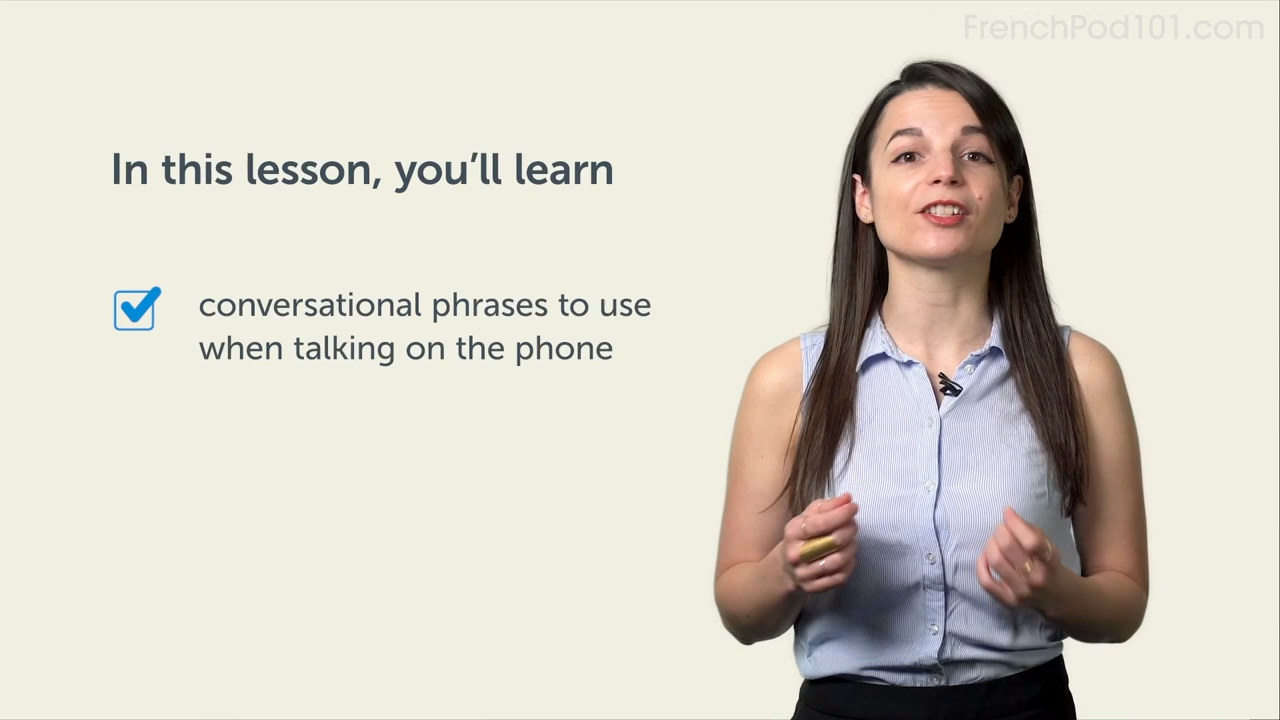 FrenchPod101.com
In this lesson, you’ll learn
conversational phrases to use
when talking on the phone